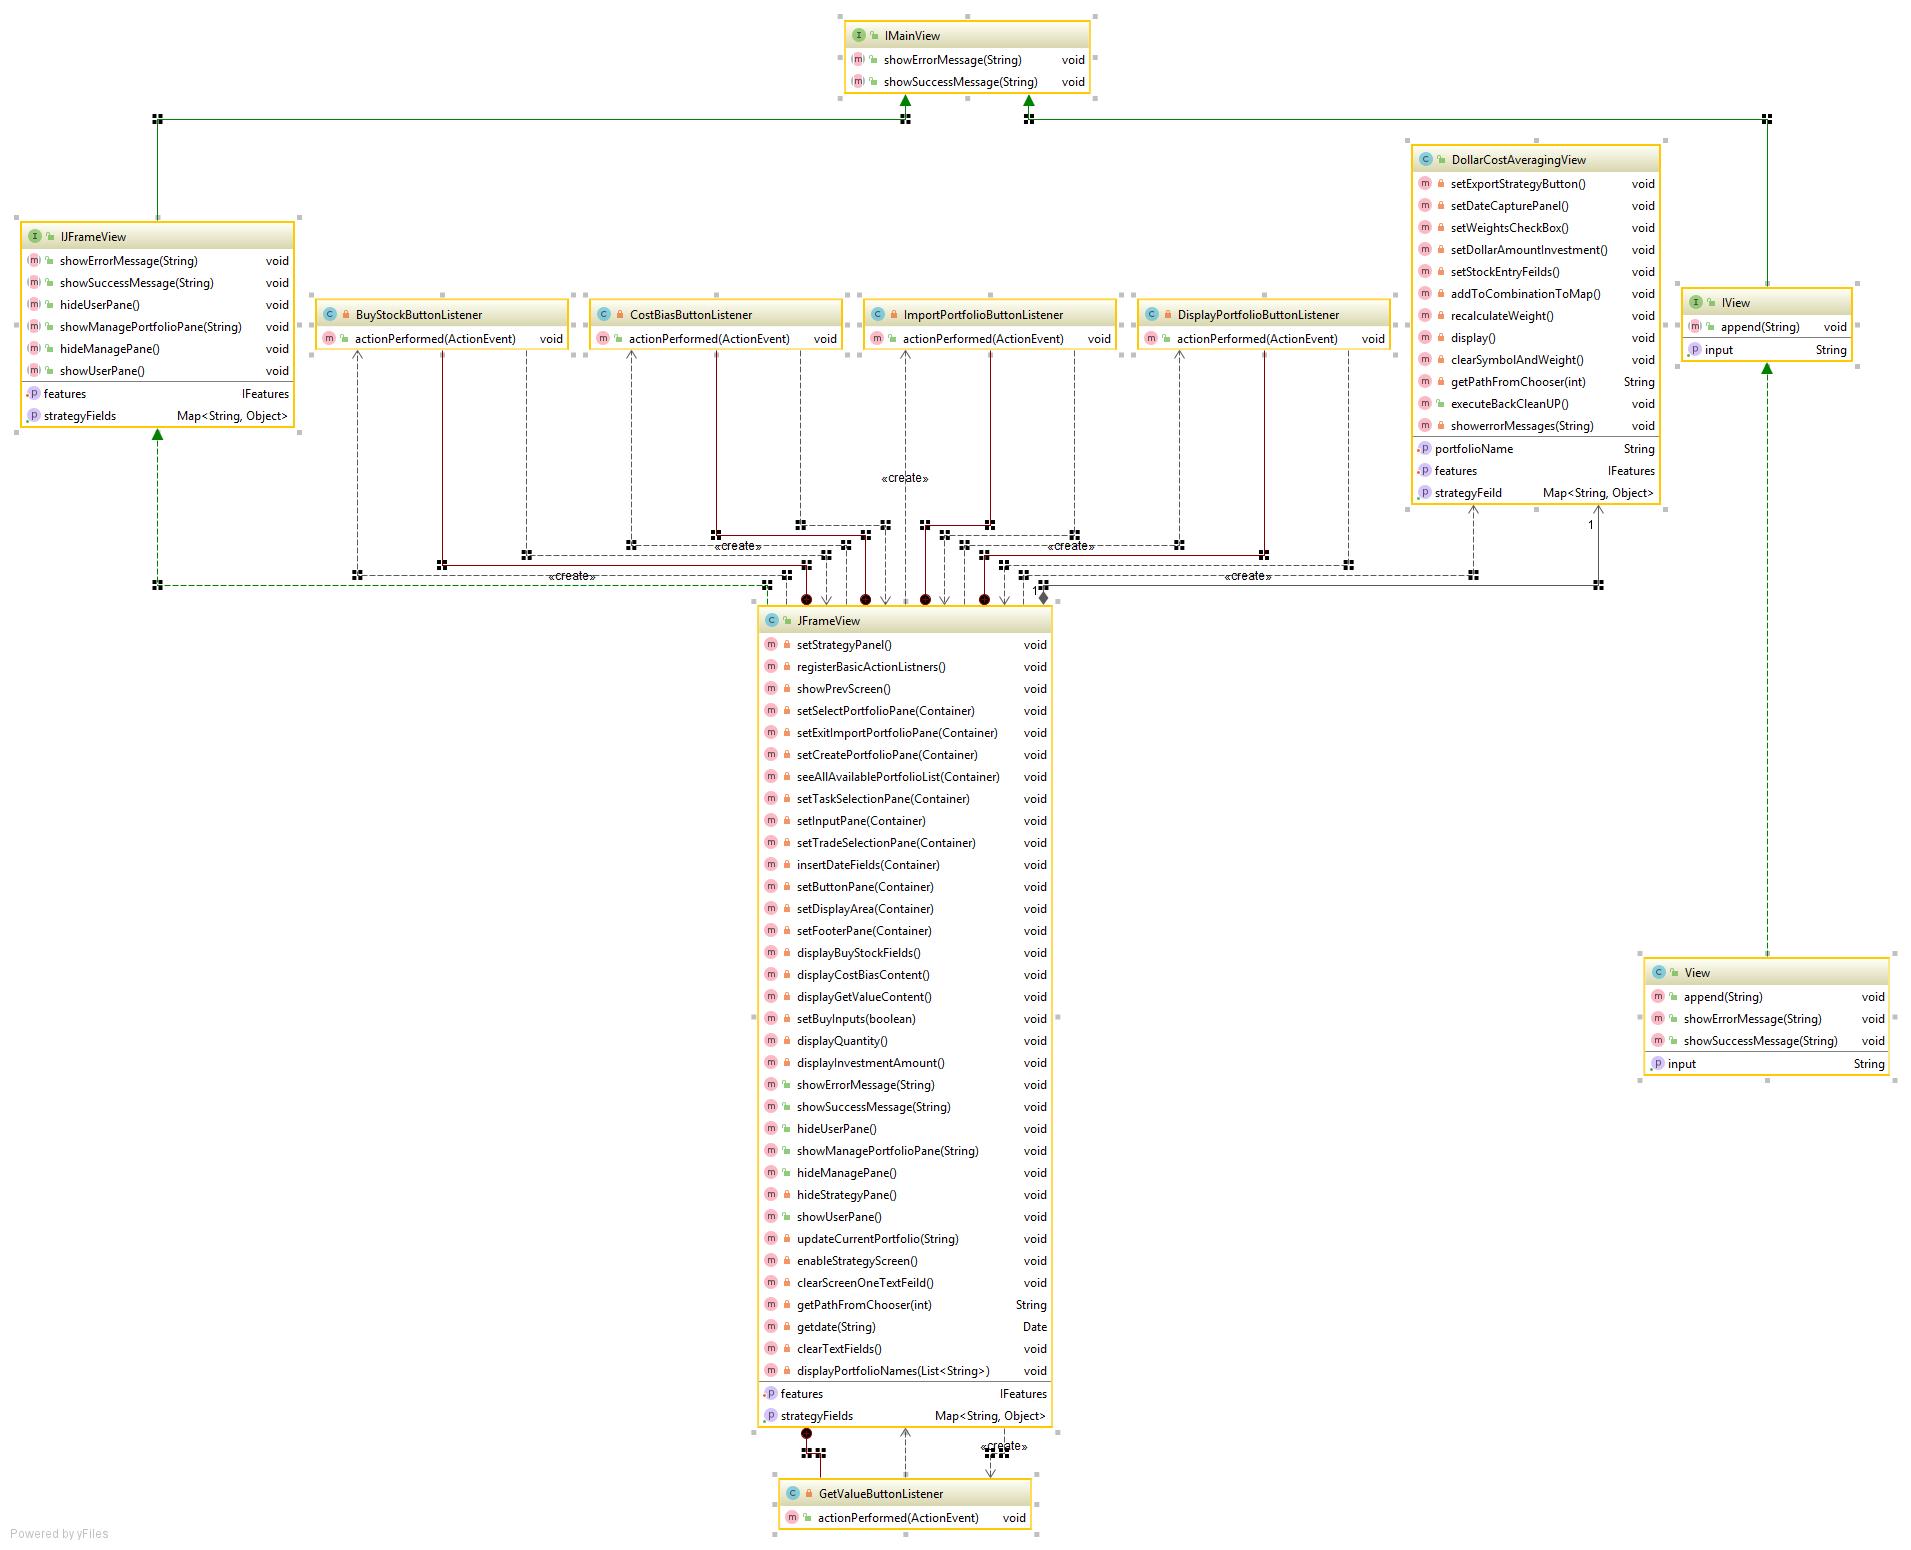 IMainView
showErrorMessage(String) void
showSuccessMessage(String) void
IJFrameView
showErrorMessage(String) void
showSuccessMessage(String) void
hideUserPane() void
showManagePortfolioPane(String) void
hideManagePane() void
showUserPane() void
features IFeatures
strategyFields Map<String, Object>
BuyStockButtonListener
actionPerformed(ActionEvent) void
CostBiasButtonListener
actionPerformed(ActionEvent) void
ImportPortfolioButtonListener
actionPerformed(ActionEvent) void
DisplayPortfolioButtonListener
actionPerformed(ActionEvent) void
DollarCostAveragingView
setExportStrategyButton() void
setDateCapturePanel() void
setWeightsCheckBox() void
setDollarAmountInvestment() void
setStockEntryFeilds() void
addToCombinationToMap() void
recalculateWeight() void
display() void
clearSymbolAndWeight() void
getPathFromChooser(int) String
executeBackCleanUP() void
showerrorMessages(String) void
portfolioName String
features IFeatures
strategyFeild Map<String, Object>
IView
append(String) void
input String
«create»
1
«create»
«create»
«create»
«create»
1
JFrameView
setStrategyPanel() void
registerBasicActionListners() void
showPrevScreen() void
setSelectPortfolioPane(Container) void
setExitImportPortfolioPane(Container) void
setCreatePortfolioPane(Container) void
seeAllAvailablePortfolioList(Container) void
setTaskSelectionPane(Container) void
setInputPane(Container) void
setTradeSelectionPane(Container) void
insertDateFields(Container) void
setButtonPane(Container) void
setDisplayArea(Container) void
setFooterPane(Container) void
displayBuyStockFields() void
displayCostBiasContent() void
displayGetValueContent() void
setBuyInputs(boolean) void
displayQuantity() void
displayInvestmentAmount() void
showErrorMessage(String) void
showSuccessMessage(String) void
hideUserPane() void
showManagePortfolioPane(String) void
hideManagePane() void
hideStrategyPane() void
showUserPane() void
updateCurrentPortfolio(String) void
enableStrategyScreen() void
clearScreenOneTextFeild() void
getPathFromChooser(int) String
getdate(String) Date
clearTextFields() void
displayPortfolioNames(List<String>) void
features IFeatures
strategyFields Map<String, Object>
View
append(String) void
showErrorMessage(String) void
showSuccessMessage(String) void
input String
«create»
GetValueButtonListener
actionPerformed(ActionEvent) void
Powered by yFiles